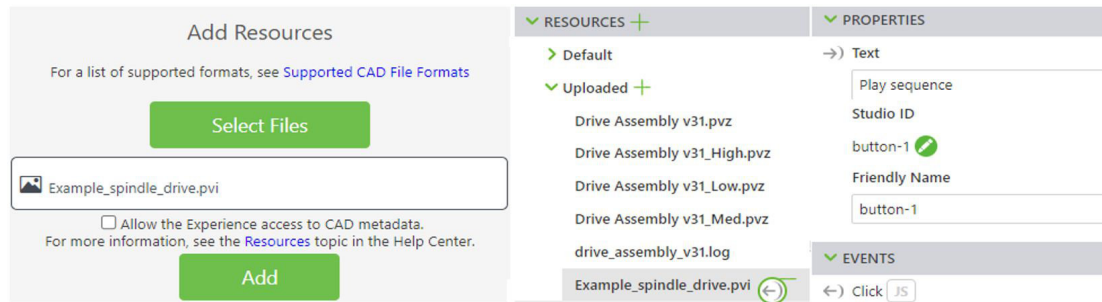 Add Resources
For a list of supported formats, see Supported CAD File Formats
Select Files
Example_spindle_drive.pvi
Allow the Experience access to CAD metadata.
For more information, see the Resources topic in the Help Center.
Add
RESOURCES
Default
Uploaded
Drive Assembly v31.pvz
Drive Assembly v31_High.pvz
Drive Assembly v31_Low.pvz
Drive Assembly v31_Med.pvz
drive_assembly_v31.log
Example_spindle_drive.pvi
PROPERTIES
Text
Play sequence
Studio ID
button-1
Friendly Name
button-1
EVENTS
Click JS